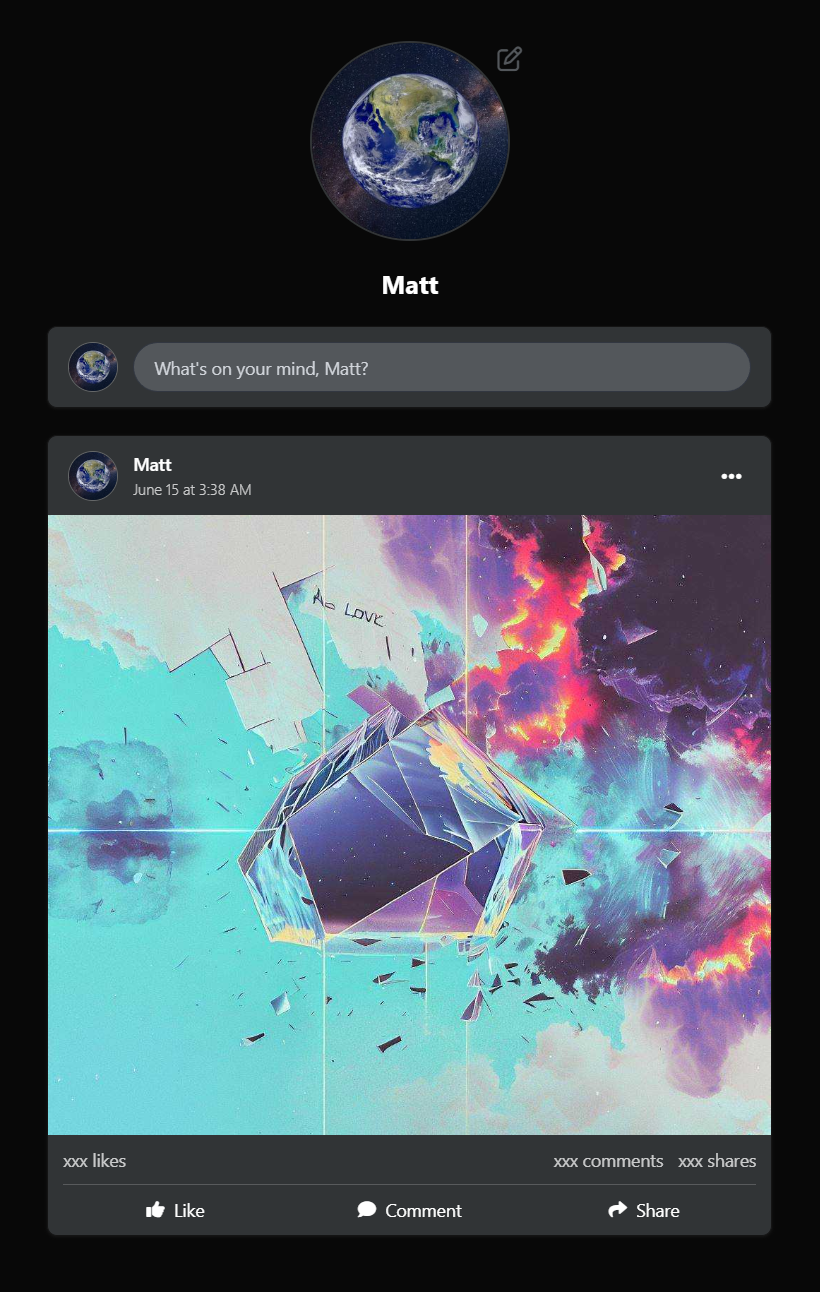 Matt
What's on your mind, Matt?
Matt
June 15 at 3:38 AM
LOVE
xxx likes
xxx comments xxx shares
Like
Comment
Share